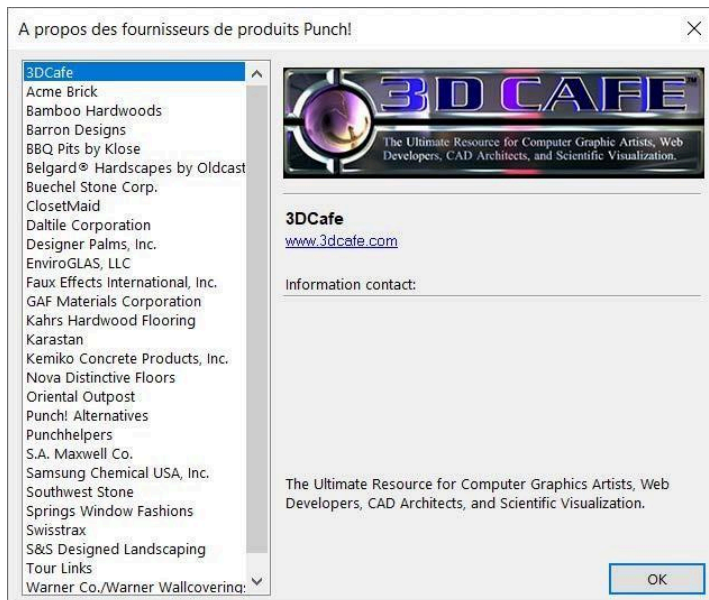 A propos des fournisseurs de produits Punch!
3DCafe
Acme Brick
Bamboo Hardwoods
Barron Designs
BBQ Pits by Klose
Belgard® Hardscapes by Oldcast
Buechel Stone Corp.
ClosetMaid
Daltile Corporation
Designer Palms, Inc.
EnviroGLAS, LLC
Faux Effects International, Inc.
GAF Materials Corporation
Kahrs Hardwood Flooring
Karastan
Kemiko Concrete Products, Inc.
Nova Distinctive Floors
Oriental Outpost
Punch! Alternatives
Punchhelpers
S.A. Maxwell Co.
Samsung Chemical USA, Inc.
Southwest Stone
Springs Window Fashions
Swisstrax
S&S Designed Landscaping
Tour Links
Warner Co./Warner Wallcovering:
3D CAFE™
The Ultimate Resource for Computer Graphic Artists, Web
Developers, CAD Architects, and Scientific Visualization.
3DCafe
www.3dcafe.com
Information contact:
The Ultimate Resource for Computer Graphics Artists, Web
Developers, CAD Architects, and Scientific Visualization.
OK